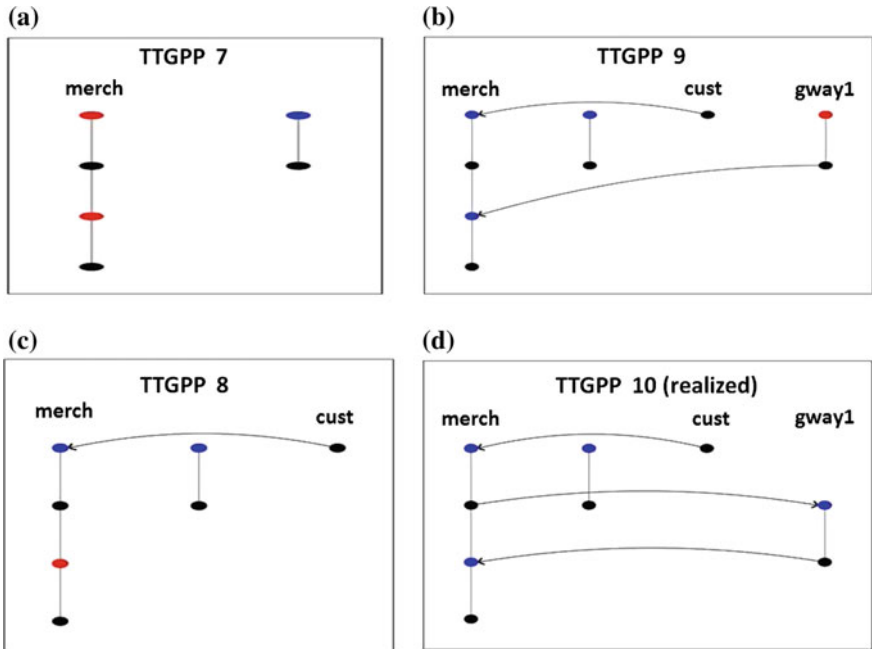 (a)
TTGPP 7
merch
(b)
TTGPP 9
merch cust gway1
(c)
TTGPP 8
merch cust
(d)
TTGPP 10 (realized)
merch cust gway1